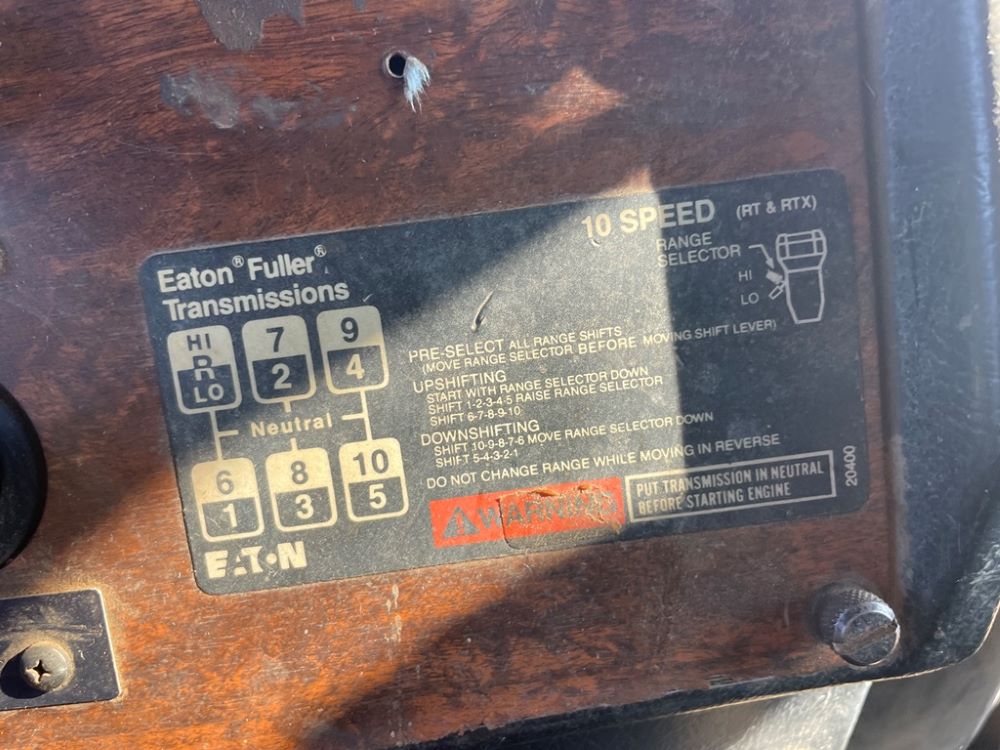 Eaton® Fuller®
Transmissions
10 SPEED (RT & RTX)
RANGE
SELECTOR
HI
LO
HI
R
LO
7
2
9
4
Neutral
6
1
8
3
10
5
EATON
PRE-SELECT ALL RANGE SHIFTS
(MOVE RANGE SELECTOR BEFORE MOVING SHIFT LEVER)
UPSHIFTING
START WITH RANGE SELECTOR DOWN
SHIFT 1-2-3-4-5 RAISE RANGE SELECTOR
SHIFT 6-7-8-9-10
DOWNSHIFTING
SHIFT 10-9-8-7-6 MOVE RANGE SELECTOR DOWN
SHIFT 5-4-3-2-1
DO NOT CHANGE RANGE WHILE MOVING IN REVERSE
WARNING
PUT TRANSMISSION IN NEUTRAL
BEFORE STARTING ENGINE
20400